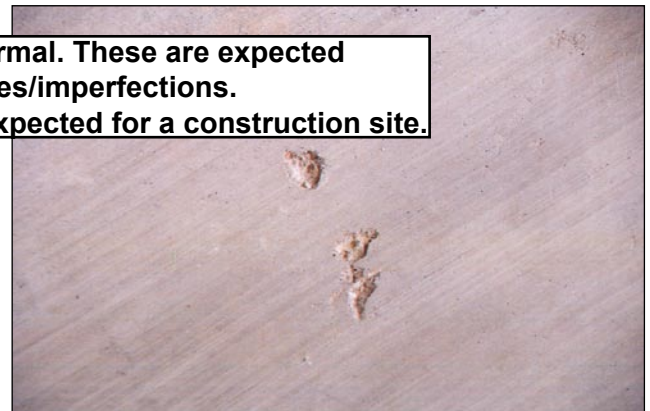 rmal. These are expected
es/imperfections.
xpected for a construction site.